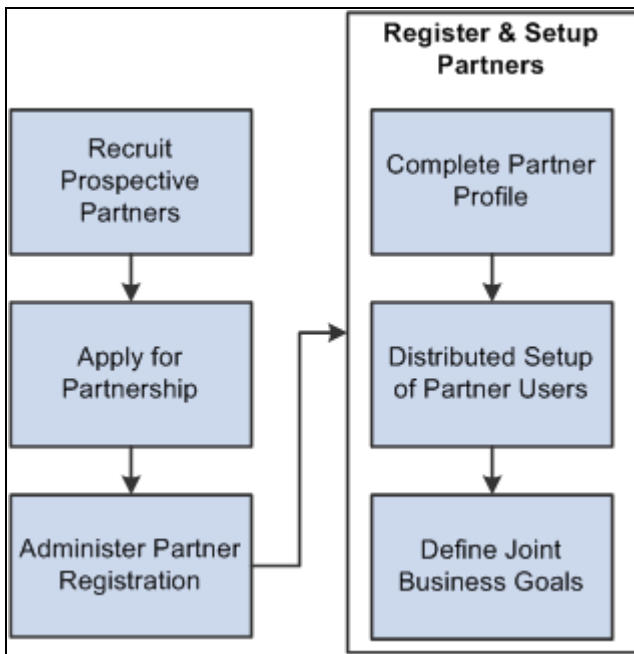 Recruit
Prospective
Partners
Apply for
Partnership
Administer Partner
Registration
Register & Setup
Partners
Complete Partner
Profile
Distributed Setup
of Partner Users
Define Joint
Business Goals